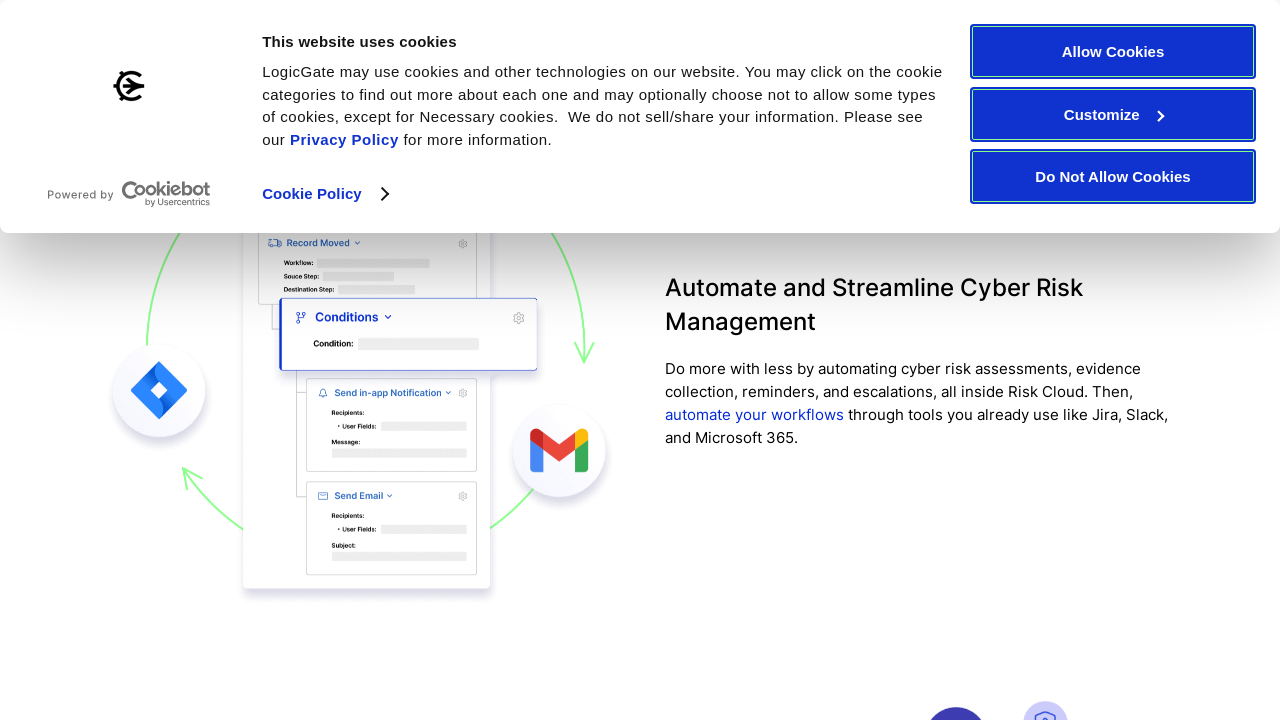 This website uses cookies
LogicGate may use cookies and other technologies on our website. You may click on the cookie
categories to find out more about each one and may optionally choose not to allow some types
of cookies, except for Necessary cookies.  We do not sell/share your information. Please see
our Privacy Policy for more information.
Cookie Policy
Powered by Cookiebot
by Usercentrics
Allow Cookies
Customize
Do Not Allow Cookies
Record Moved
Workflow:
Souce Step:
Destination Step:
Conditions
Condition:
Send in-app Notification
Recipients:
• User Fields:
Message:
Send Email
Recipients:
• User Fields:
Subject:
Automate and Streamline Cyber Risk
Management
Do more with less by automating cyber risk assessments, evidence
collection, reminders, and escalations, all inside Risk Cloud. Then,
automate your workflows through tools you already use like Jira, Slack,
and Microsoft 365.